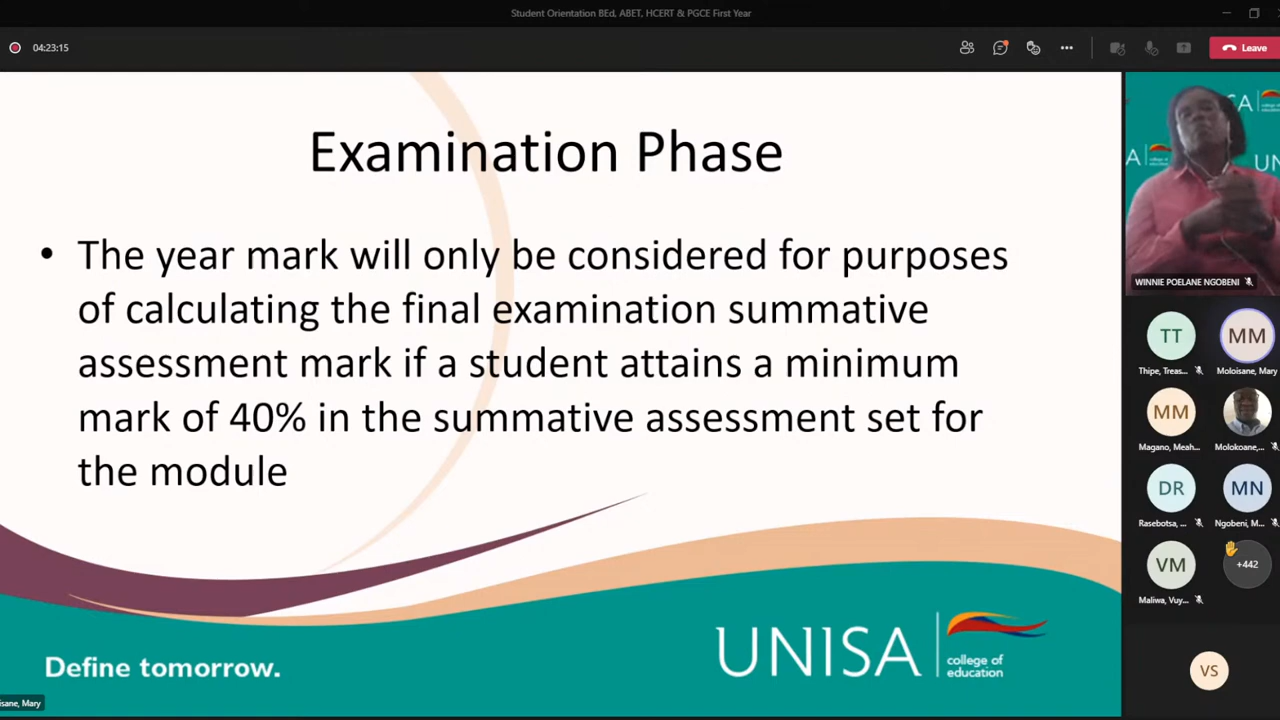 Student Orientation BEd, ABET, HCERT & PGCE First Year
04:23:15
Leave
Examination Phase
• The year mark will only be considered for purposes
of calculating the final examination summative
assessment mark if a student attains a minimum
mark of 40% in the summative assessment set for
the module
Define tomorrow.
UNISA
college of
education
isane, Mary
WINNIE POELANE NGOBENI
TT
MM
Thipe, Treas...
Moloisane, Mary
MM
Magano, Meah...
Molokoane,...
DR
MN
Rasebotsa, ...
Ngobeni, M...
VM
+442
Maliwa, Vuy...
VS